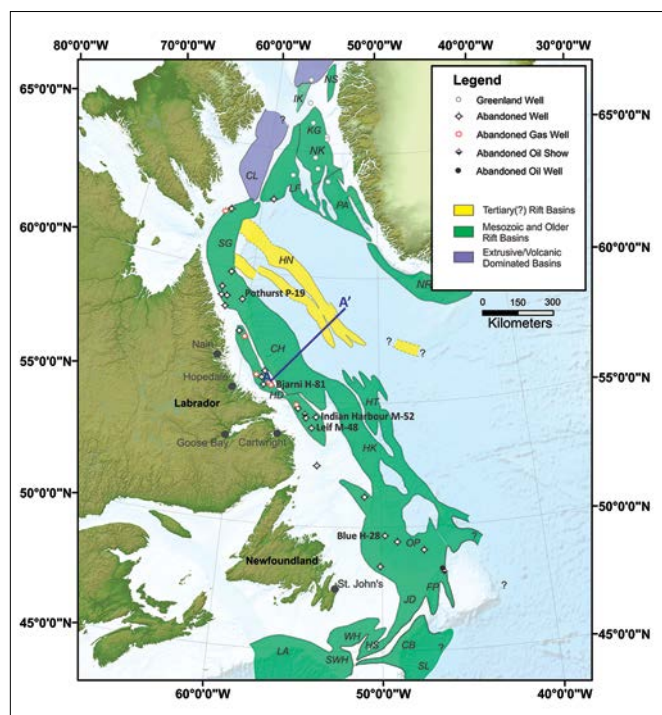 80°0'0"W
70°0'0"W
60°0'0"W
50°0'0"W
40°0'0"W
30°0'0"W
65°0'0"N
65°0'0"N
60°0'0"N
60°0'0"N
55°0'0"N
55°0'0"N
50°0'0"N
50°0'0"N
45°0'0"N
45°0'0"N
60°0'0"W
50°0'0"W
40°0'0"W
Legend
Greenland Well
Abandoned Well
Abandoned Gas Well
Abandoned Oil Show
Abandoned Oil Well
Tertiary(?) Rift Basins
Mesozoic and Older
Rift Basins
Extrusive/Volcanic
Dominated Basins
0 150 300
Kilometers
IK
NS
?
KG
NK
CL
LF
PA
SG
HN
NR
Pothurst P-19
A'
?
?
Nain
CH
A
Bjarni H-81
Hopedale
HD
Labrador
HT
Indian Harbour M-52
Leif M-48
Goose Bay
Cartwright
HK
Blue H-28
OP
?
Newfoundland
St. John's
FP
?
JD
WH
HS
CB
?
LA
SWH
SL